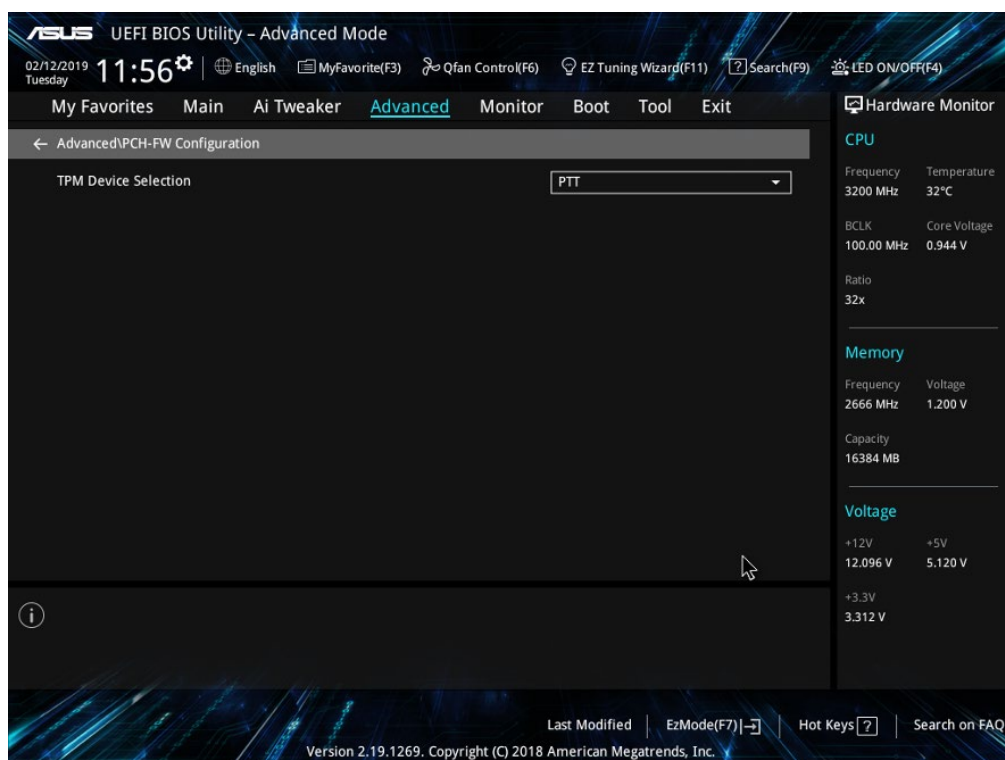 ASUS UEFI BIOS Utility – Advanced Mode
02/12/2019 Tuesday 11:56 English MyFavorite(F3) Qfan Control(F6) EZ Tuning Wizard(F11) ? Search(F9) LED ON/OFF(F4)
My Favorites Main Ai Tweaker Advanced Monitor Boot Tool Exit
← Advanced\PCH-FW Configuration
TPM Device Selection PTT
Hardware Monitor
CPU
Frequency Temperature
3200 MHz 32°C
BCLK Core Voltage
100.00 MHz 0.944 V
Ratio
32x
Memory
Frequency Voltage
2666 MHz 1.200 V
Capacity
16384 MB
Voltage
+12V +5V
12.096 V 5.120 V
+3.3V
3.312 V
i
Last Modified EzMode(F7) Hot Keys ? Search on FAQ
Version 2.19.1269. Copyright (C) 2018 American Megatrends, Inc.